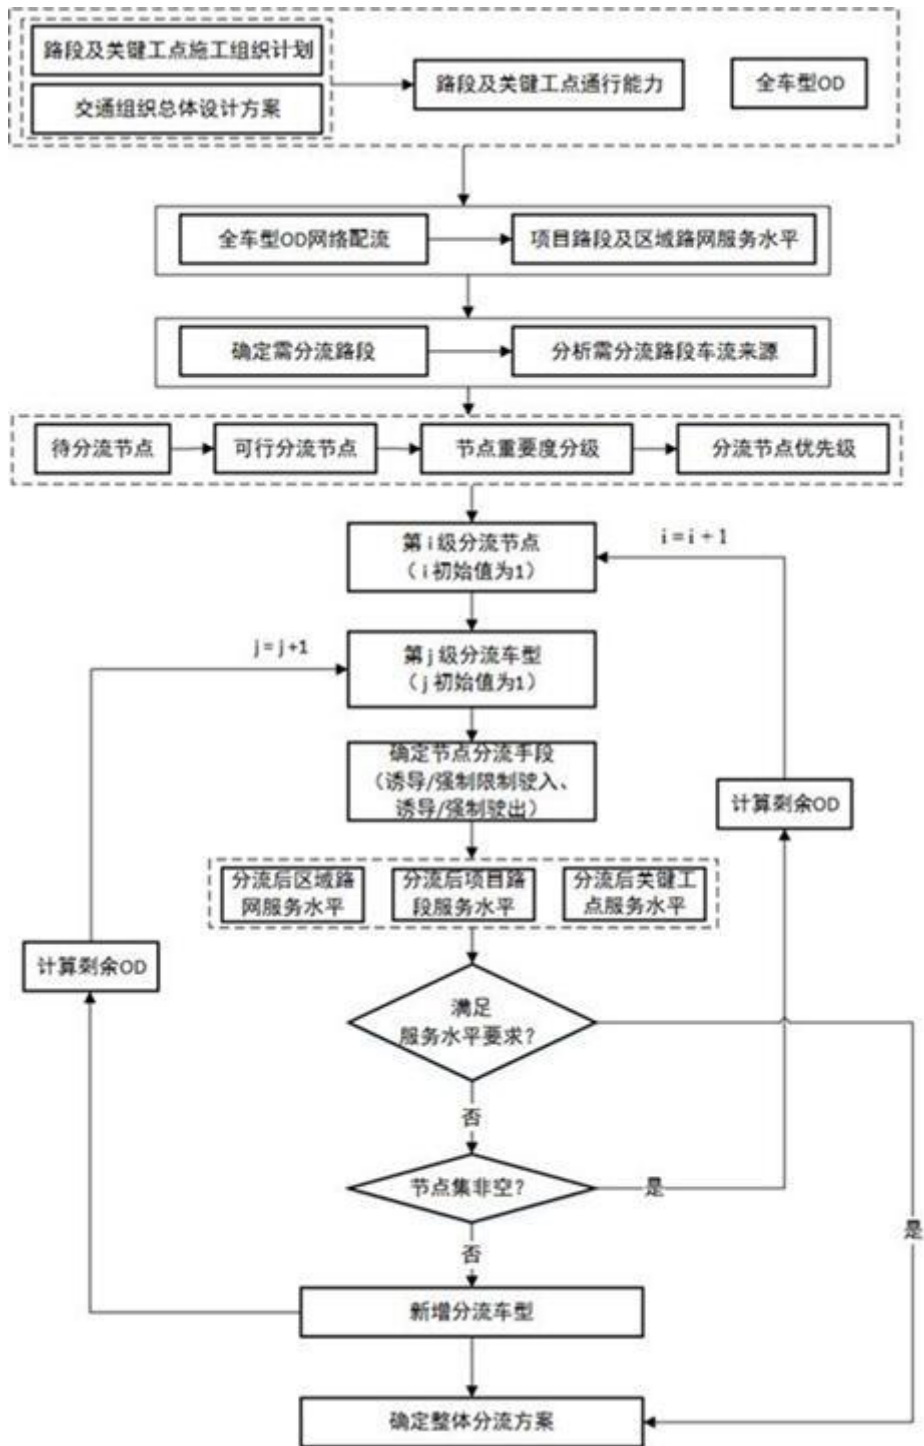 路段及关键工点施工组织计划
交通组织总体设计方案
路段及关键工点通行能力
全车型OD
全车型OD网络配流
项目路段及区域路网服务水平
确定需分流路段
分析需分流路段车流来源
待分流节点
可行分流节点
节点重要度分级
分流节点优先级
第 i 级分流节点
（ i 初始值为1）
i = i + 1
j = j +1
第 j 级分流车型
（ j 初始值为1）
确定节点分流手段
（诱导/强制限制驶入、
诱导/强制驶出）
计算剩余OD
分流后区域路
网服务水平
分流后项目路
段服务水平
分流后关键工
点服务水平
计算剩余OD
满足
服务水平要求？
否
节点集非空？
是
是
否
新增分流车型
确定整体分流方案